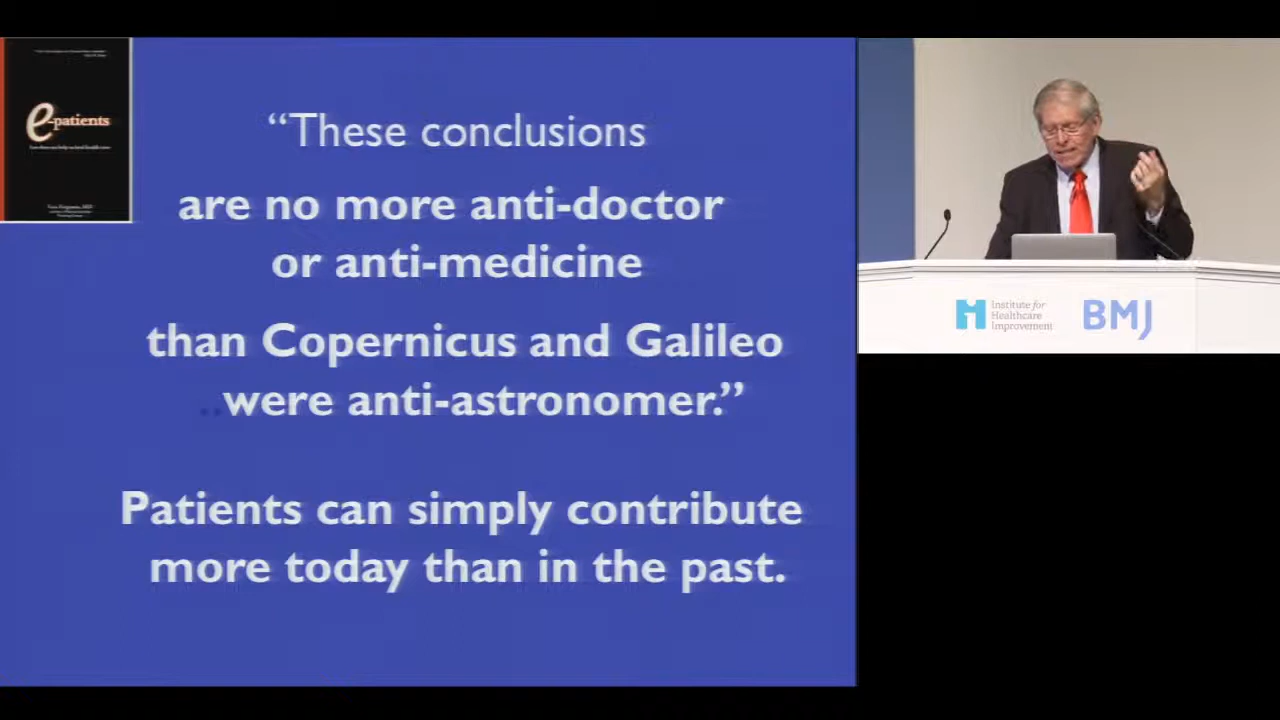 e-patients
“These conclusions
are no more anti-doctor
or anti-medicine
than Copernicus and Galileo
..were anti-astronomer.”
Patients can simply contribute
more today than in the past.
Institute for
Healthcare
Improvement
BMJ